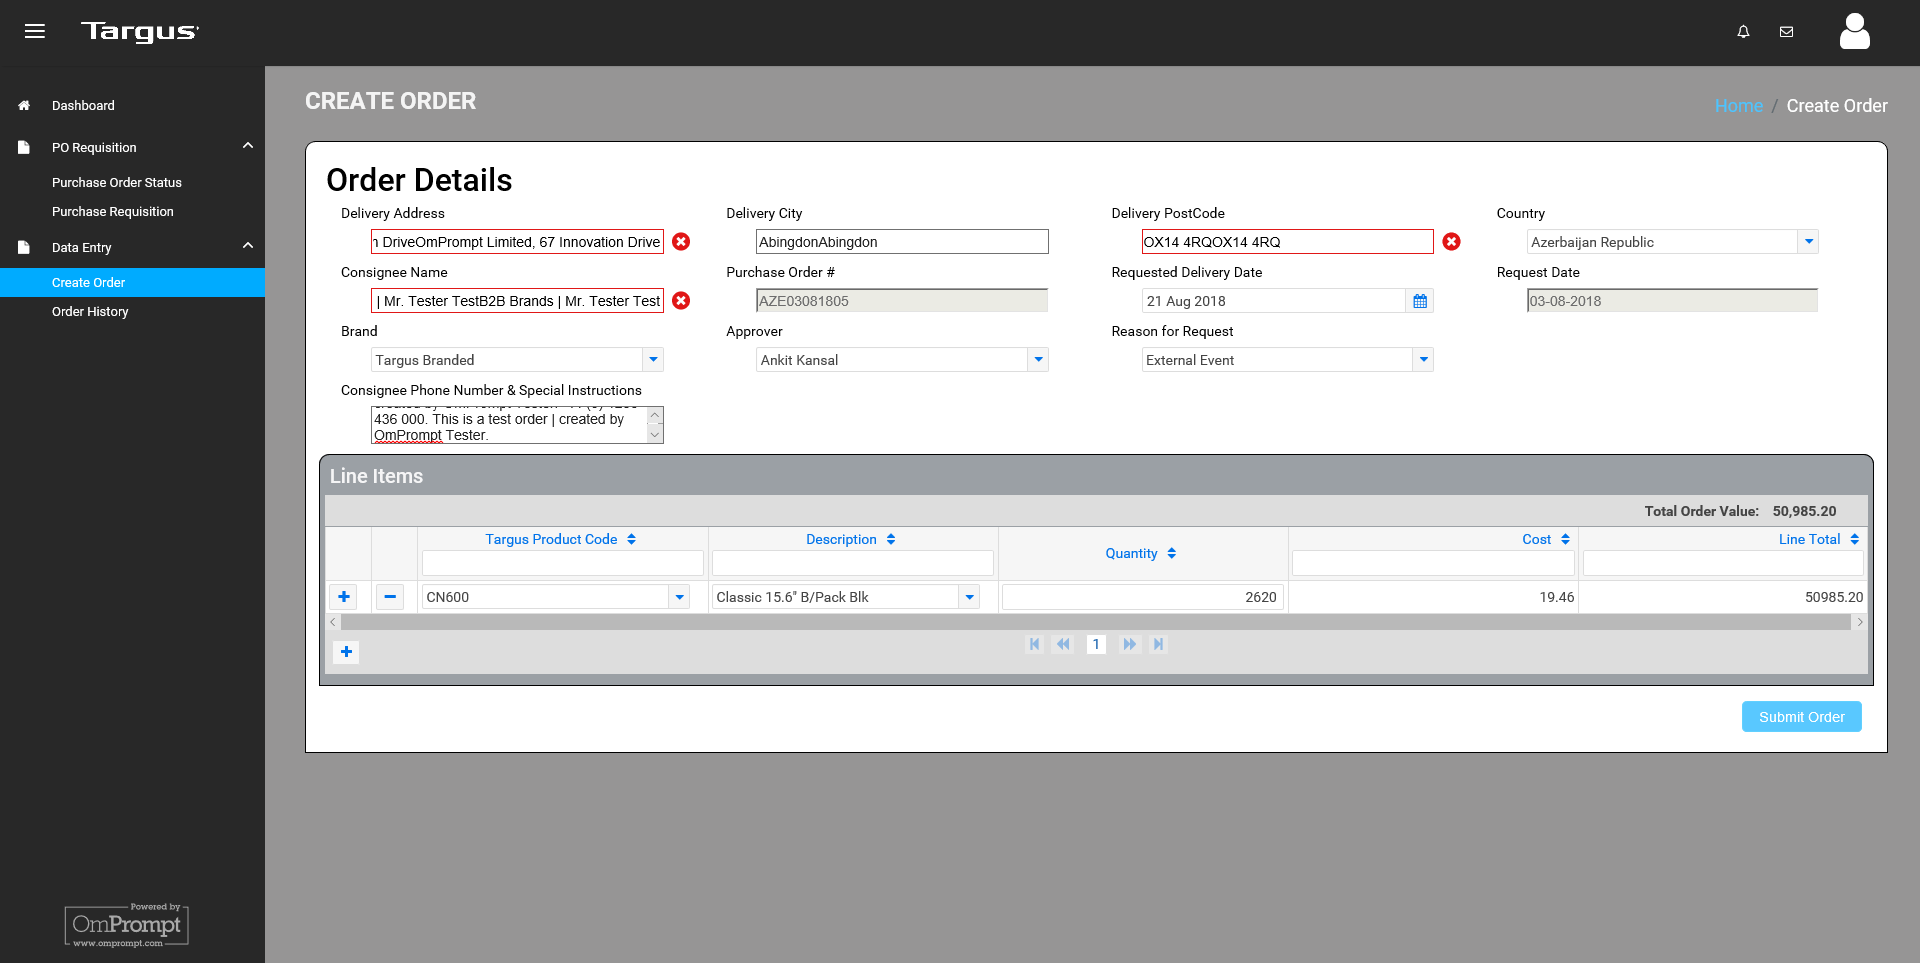 Targus
Dashboard
PO Requisition
Purchase Order Status
Purchase Requisition
Data Entry
Create Order
Order History
Powered by
OmPrompt
www.omprompt.com
CREATE ORDER
Home / Create Order
Order Details
Delivery Address
Delivery City
Delivery PostCode
Country
DriveOmPrompt Limited, 67 Innovation Drive
AbingdonAbingdon
OX14 4RQOX14 4RQ
Azerbaijan Republic
Consignee Name
Purchase Order #
Requested Delivery Date
Request Date
| Mr. Tester TestB2B Brands | Mr. Tester Test
AZE03081805
21 Aug 2018
03-08-2018
Brand
Approver
Reason for Request
Targus Branded
Ankit Kansal
External Event
Consignee Phone Number & Special Instructions
436 000. This is a test order | created by
OmPrompt Tester.
Line Items
Total Order Value: 50,985.20
Targus Product Code
Description
Quantity
Cost
Line Total
CN600
Classic 15.6" B/Pack Blk
2620
19.46
50985.20
1
Submit Order